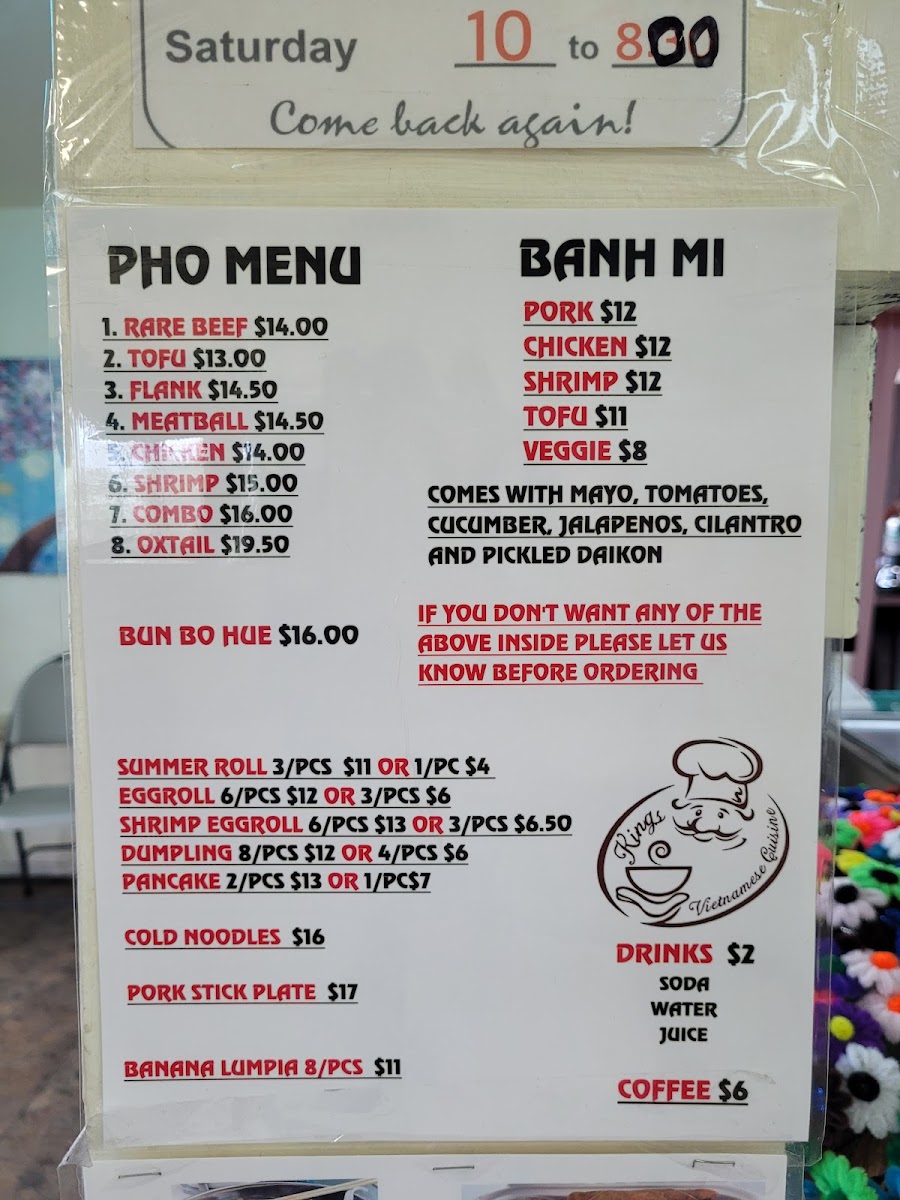 Saturday 10 to 8:00
Come back again!
PHO MENU
1. RARE BEEF $14.00
2. TOFU $13.00
3. FLANK $14.50
4. MEATBALL $14.50
5. CHICKEN $14.00
6. SHRIMP $15.00
7. COMBO $16.00
8. OXTAIL $19.50
BUN BO HUE $16.00
BANH MI
PORK $12
CHICKEN $12
SHRIMP $12
TOFU $11
VEGGIE $8
COMES WITH MAYO, TOMATOES,
CUCUMBER, JALAPENOS, CILANTRO
AND PICKLED DAIKON
IF YOU DON'T WANT ANY OF THE
ABOVE INSIDE PLEASE LET US
KNOW BEFORE ORDERING
SUMMER ROLL 3/PCS $11 OR 1/PC $4
EGGROLL 6/PCS $12 OR 3/PCS $6
SHRIMP EGGROLL 6/PCS $13 OR 3/PCS $6.50
DUMPLING 8/PCS $12 OR 4/PCS $6
PANCAKE 2/PCS $13 OR 1/PC$7
COLD NOODLES $16
PORK STICK PLATE $17
BANANA LUMPIA 8/PCS $11
Kings
Vietnamese Cuisine
DRINKS $2
SODA
WATER
JUICE
COFFEE $6